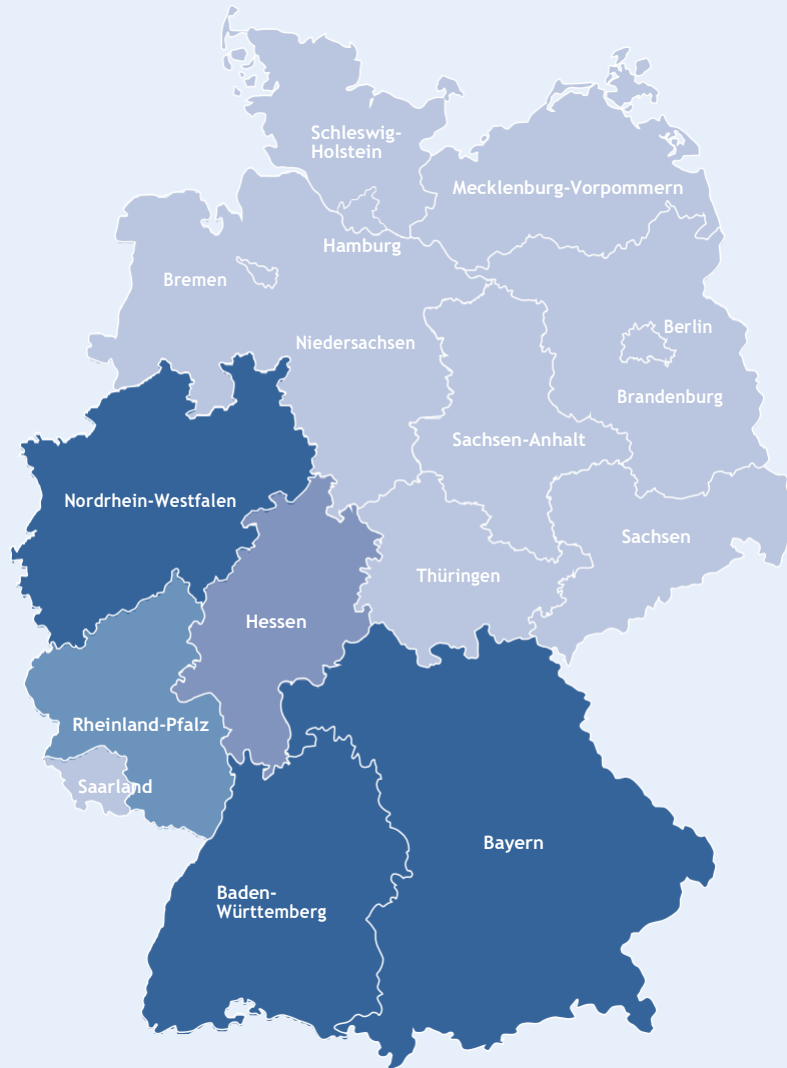 Schleswig-
Holstein
Mecklenburg-Vorpommern
Hamburg
Bremen
Berlin
Niedersachsen
Brandenburg
Sachsen-Anhalt
Nordrhein-Westfalen
Sachsen
Thüringen
Hessen
Rheinland-Pfalz
Saarland
Bayern
Baden-
Württemberg